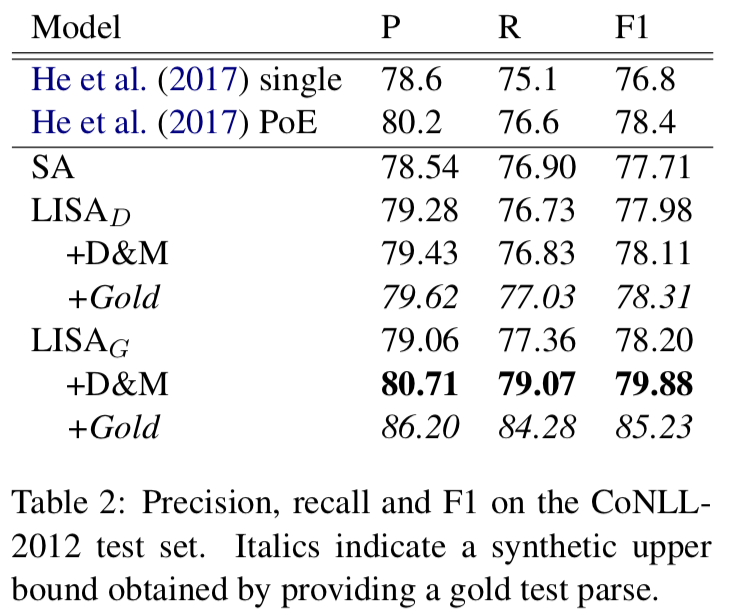 Model P R F1
He et al. (2017) single 78.6 75.1 76.8
He et al. (2017) PoE 80.2 76.6 78.4
SA 78.54 76.90 77.71
LISA_D 79.28 76.73 77.98
+D&M 79.43 76.83 78.11
+Gold 79.62 77.03 78.31
LISA_G 79.06 77.36 78.20
+D&M 80.71 79.07 79.88
+Gold 86.20 84.28 85.23
Table 2: Precision, recall and F1 on the CoNLL-
2012 test set. Italics indicate a synthetic upper
bound obtained by providing a gold test parse.